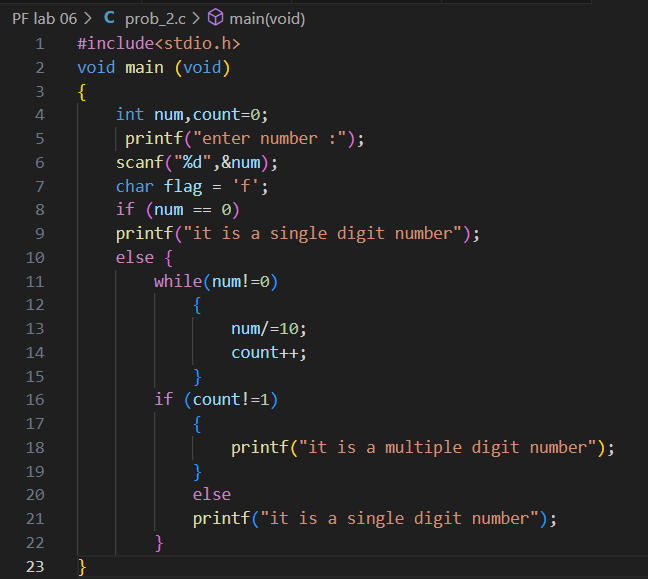 PF lab 06 > C prob_2.c > main(void)
1 #include<stdio.h>
2 void main (void)
3 {
4     int num,count=0;
5      printf("enter number :");
6     scanf("%d",&num);
7     char flag = 'f';
8     if (num == 0)
9     printf("it is a single digit number");
10     else {
11         while(num!=0)
12             {
13                 num/=10;
14                 count++;
15             }
16         if (count!=1)
17             {
18                 printf("it is a multiple digit number");
19             }
20             else
21             printf("it is a single digit number");
22         }
23 }